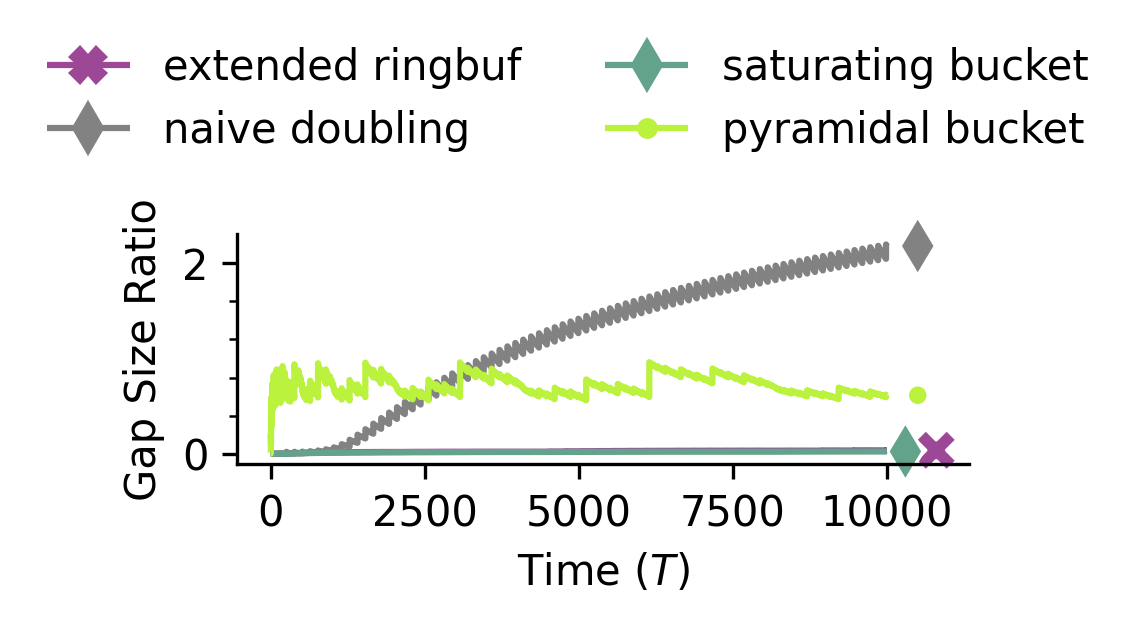 extended ringbuf
naive doubling
saturating bucket
pyramidal bucket
Gap Size Ratio
2
0
0 2500 5000 7500 10000
Time (T)